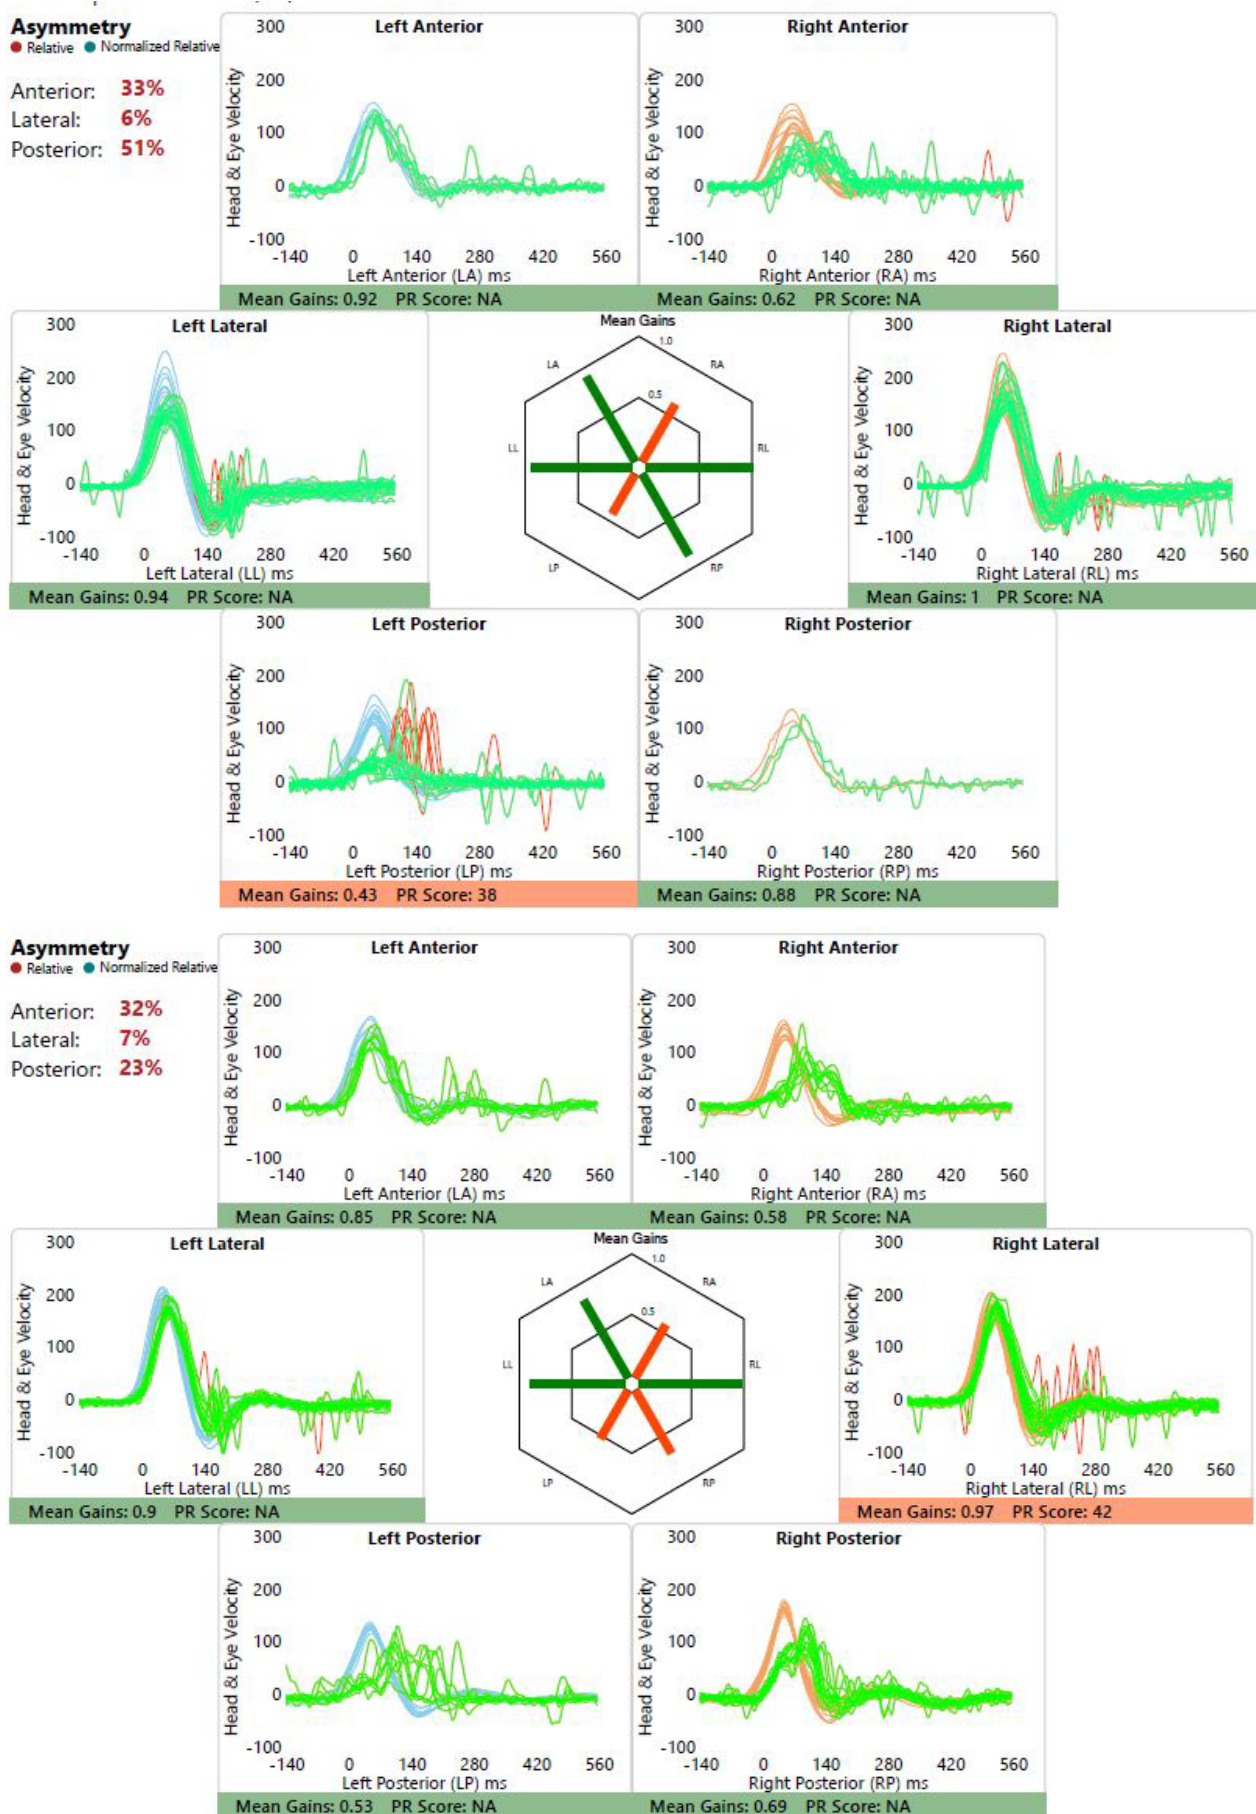 Asymmetry
Relative Normalized Relative
Anterior: 33%
Lateral: 6%
Posterior: 51%
Left Anterior
Head & Eye Velocity
300
200
100
0
-100
-140 0 140 280 420 560
Left Anterior (LA) ms
Mean Gains: 0.92 PR Score: NA
Right Anterior
Head & Eye Velocity
300
200
100
0
-100
-140 0 140 280 420 560
Right Anterior (RA) ms
Mean Gains: 0.62 PR Score: NA
Left Lateral
Head & Eye Velocity
300
200
100
0
-100
-140 0 140 280 420 560
Left Lateral (LL) ms
Mean Gains: 0.94 PR Score: NA
Mean Gains
1.0
LA RA
0.5
LL RL
LP RP
Right Lateral
Head & Eye Velocity
300
200
100
0
-100
-140 0 140 280 420 560
Right Lateral (RL) ms
Mean Gains: 1 PR Score: NA
Left Posterior
Head & Eye Velocity
300
200
100
0
-100
-140 0 140 280 420 560
Left Posterior (LP) ms
Mean Gains: 0.43 PR Score: 38
Right Posterior
Head & Eye Velocity
300
200
100
0
-100
-140 0 140 280 420 560
Right Posterior (RP) ms
Mean Gains: 0.88 PR Score: NA
Asymmetry
Relative Normalized Relative
Anterior: 32%
Lateral: 7%
Posterior: 23%
Left Anterior
Head & Eye Velocity
300
200
100
0
-100
-140 0 140 280 420 560
Left Anterior (LA) ms
Mean Gains: 0.85 PR Score: NA
Right Anterior
Head & Eye Velocity
300
200
100
0
-100
-140 0 140 280 420 560
Right Anterior (RA) ms
Mean Gains: 0.58 PR Score: NA
Left Lateral
Head & Eye Velocity
300
200
100
0
-100
-140 0 140 280 420 560
Left Lateral (LL) ms
Mean Gains: 0.9 PR Score: NA
Mean Gains
1.0
LA RA
0.5
LL RL
LP RP
Right Lateral
Head & Eye Velocity
300
200
100
0
-100
-140 0 140 280 420 560
Right Lateral (RL) ms
Mean Gains: 0.97 PR Score: 42
Left Posterior
Head & Eye Velocity
300
200
100
0
-100
-140 0 140 280 420 560
Left Posterior (LP) ms
Mean Gains: 0.53 PR Score: NA
Right Posterior
Head & Eye Velocity
300
200
100
0
-100
-140 0 140 280 420 560
Right Posterior (RP) ms
Mean Gains: 0.69 PR Score: NA